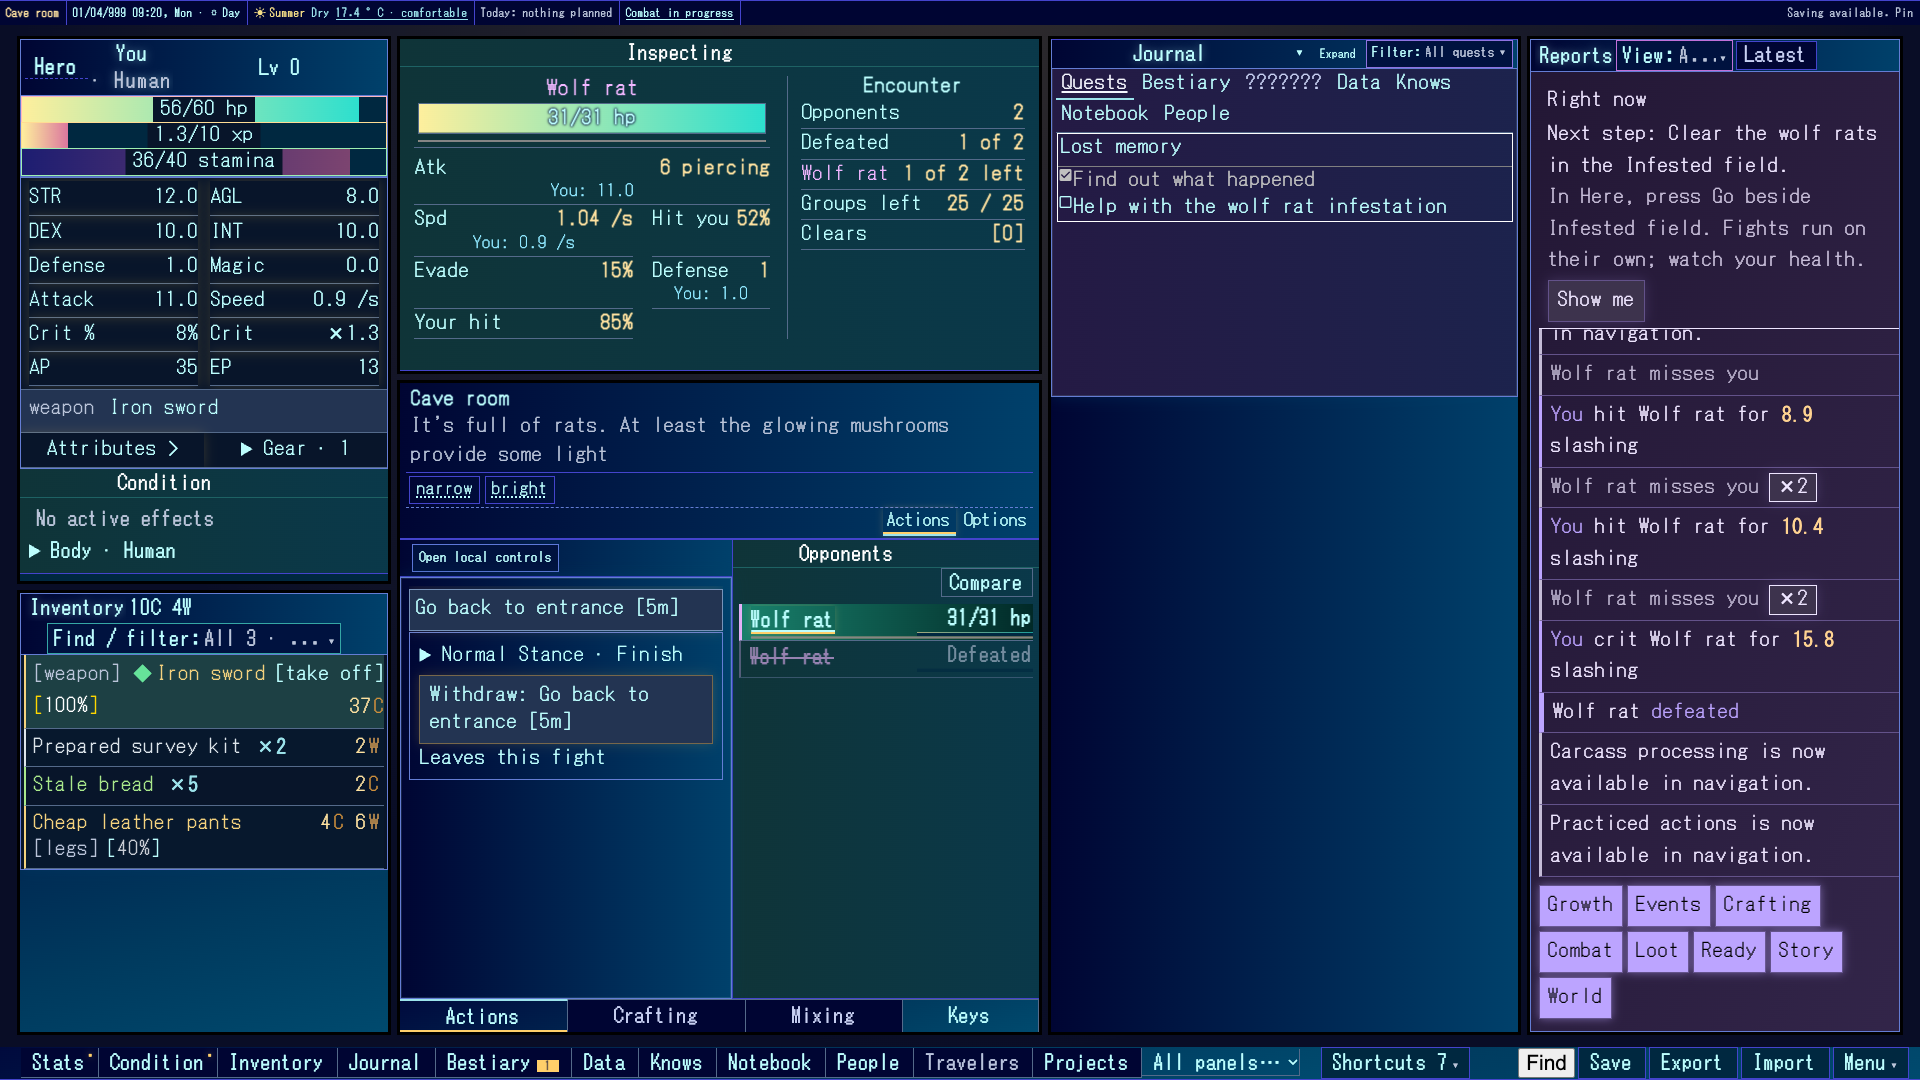 Cave room 01/04/999 09:20, Mon · ☼ Day ☀ Summer Dry 17.4 ° C · comfortable Today: nothing planned Combat in progress Saving available. Pin
Hero · You Human Lv 0
56/60 hp
1.3/10 xp
36/40 stamina
STR 12.0 AGL 8.0
DEX 10.0 INT 10.0
Defense 1.0 Magic 0.0
Attack 11.0 Speed 0.9 /s
Crit % 8% Crit ×1.3
AP 35 EP 13
weapon Iron sword
Attributes > ▶ Gear · 1
Condition
No active effects
▶ Body · Human
Inventory 10C 4W
Find / filter: All 3 · ... ▾
[weapon] ◆ Iron sword [take off]
[100%] 37C
Prepared survey kit ×2 2W
Stale bread ×5 2C
Cheap leather pants 4C 6W
[legs] [40%]
Inspecting
Wolf rat
31/31 hp
Atk 6 piercing
You: 11.0
Spd 1.04 /s Hit you 52%
You: 0.9 /s
Evade 15% Defense 1
You: 1.0
Your hit 85%
Encounter
Opponents 2
Defeated 1 of 2
Wolf rat 1 of 2 left
Groups left 25 / 25
Clears [0]
Cave room
It's full of rats. At least the glowing mushrooms
provide some light
narrow bright
Actions Options
Open local controls
Go back to entrance [5m]
▶ Normal Stance · Finish
Withdraw: Go back to
entrance [5m]
Leaves this fight
Opponents
Compare
Wolf rat 31/31 hp
Wolf rat Defeated
Actions Crafting Mixing Keys
Journal ▾ Expand Filter: All quests ▾
Quests Bestiary ??????? Data Knows
Notebook People
Lost memory
☑Find out what happened
☐Help with the wolf rat infestation
Reports View: A... ▾ Latest
Right now
Next step: Clear the wolf rats
in the Infested field.
In Here, press Go beside
Infested field. Fights run on
their own; watch your health.
Show me
in navigation.
Wolf rat misses you
You hit Wolf rat for 8.9
slashing
Wolf rat misses you ×2
You hit Wolf rat for 10.4
slashing
Wolf rat misses you ×2
You crit Wolf rat for 15.8
slashing
Wolf rat defeated
Carcass processing is now
available in navigation.
Practiced actions is now
available in navigation.
Growth Events Crafting
Combat Loot Ready Story
World
Stats Condition Inventory Journal Bestiary 1 Data Knows Notebook People Travelers Projects All panels… Shortcuts 7 ▾ Find Save Export Import Menu ▾